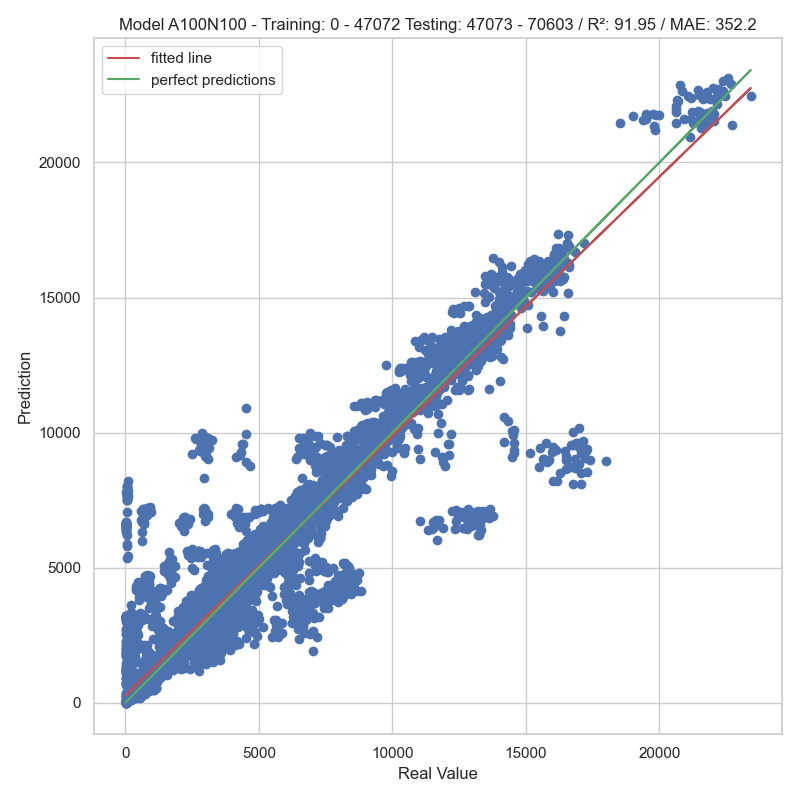 Model A100N100 - Training: 0 - 47072 Testing: 47073 - 70603 / R²: 91.95 / MAE: 352.2
fitted line
perfect predictions
20000
15000
10000
5000
0
Prediction
0 5000 10000 15000 20000
Real Value